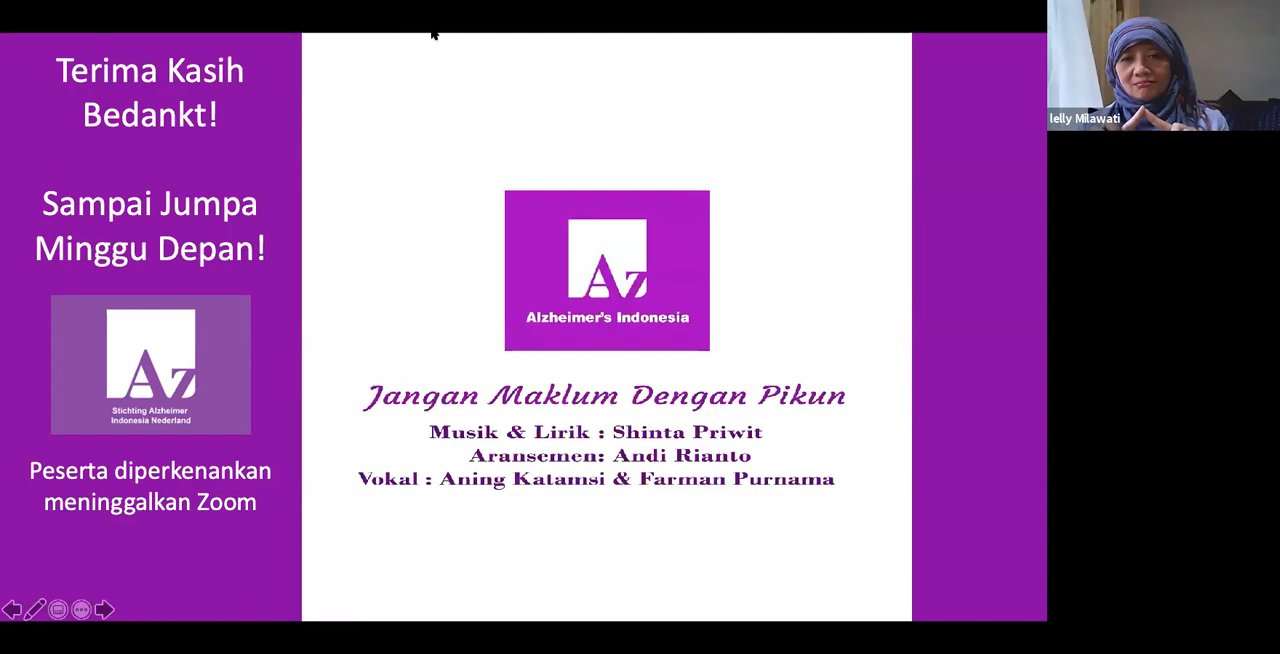 Terima Kasih
Bedankt!
Sampai Jumpa
Minggu Depan!
Az
Stichting Alzheimer
Indonesia Nederland
Peserta diperkenankan
meninggalkan Zoom
Az
Alzheimer's Indonesia
Jangan Maklum Dengan Pikun
Musik & Lirik : Shinta Priwit
Aransemen: Andi Rianto
Vokal : Aning Katamsi & Farman Purnama
lelly Milawati